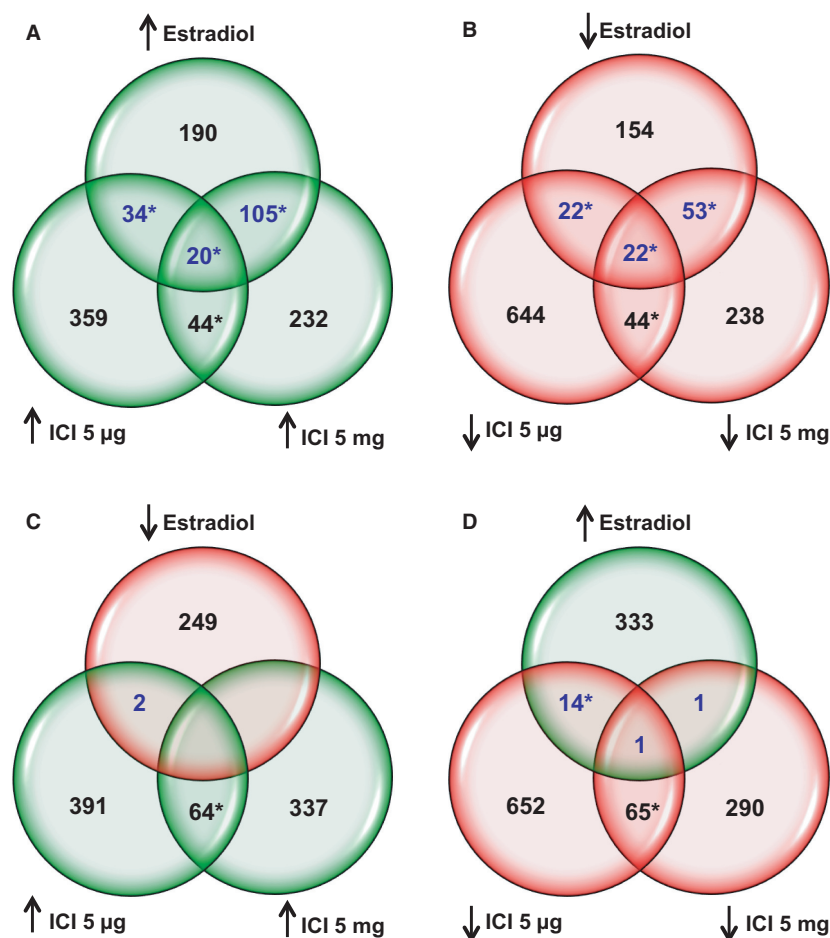 A
↑ Estradiol
190
34*
105*
20*
359
44*
232
↑ ICI 5 µg
↑ ICI 5 mg
B
↓ Estradiol
154
22*
53*
22*
644
44*
238
↓ ICI 5 µg
↓ ICI 5 mg
C
↓ Estradiol
249
2
391
64*
337
↑ ICI 5 µg
↑ ICI 5 mg
D
↑ Estradiol
333
14*
1
1
652
65*
290
↓ ICI 5 µg
↓ ICI 5 mg